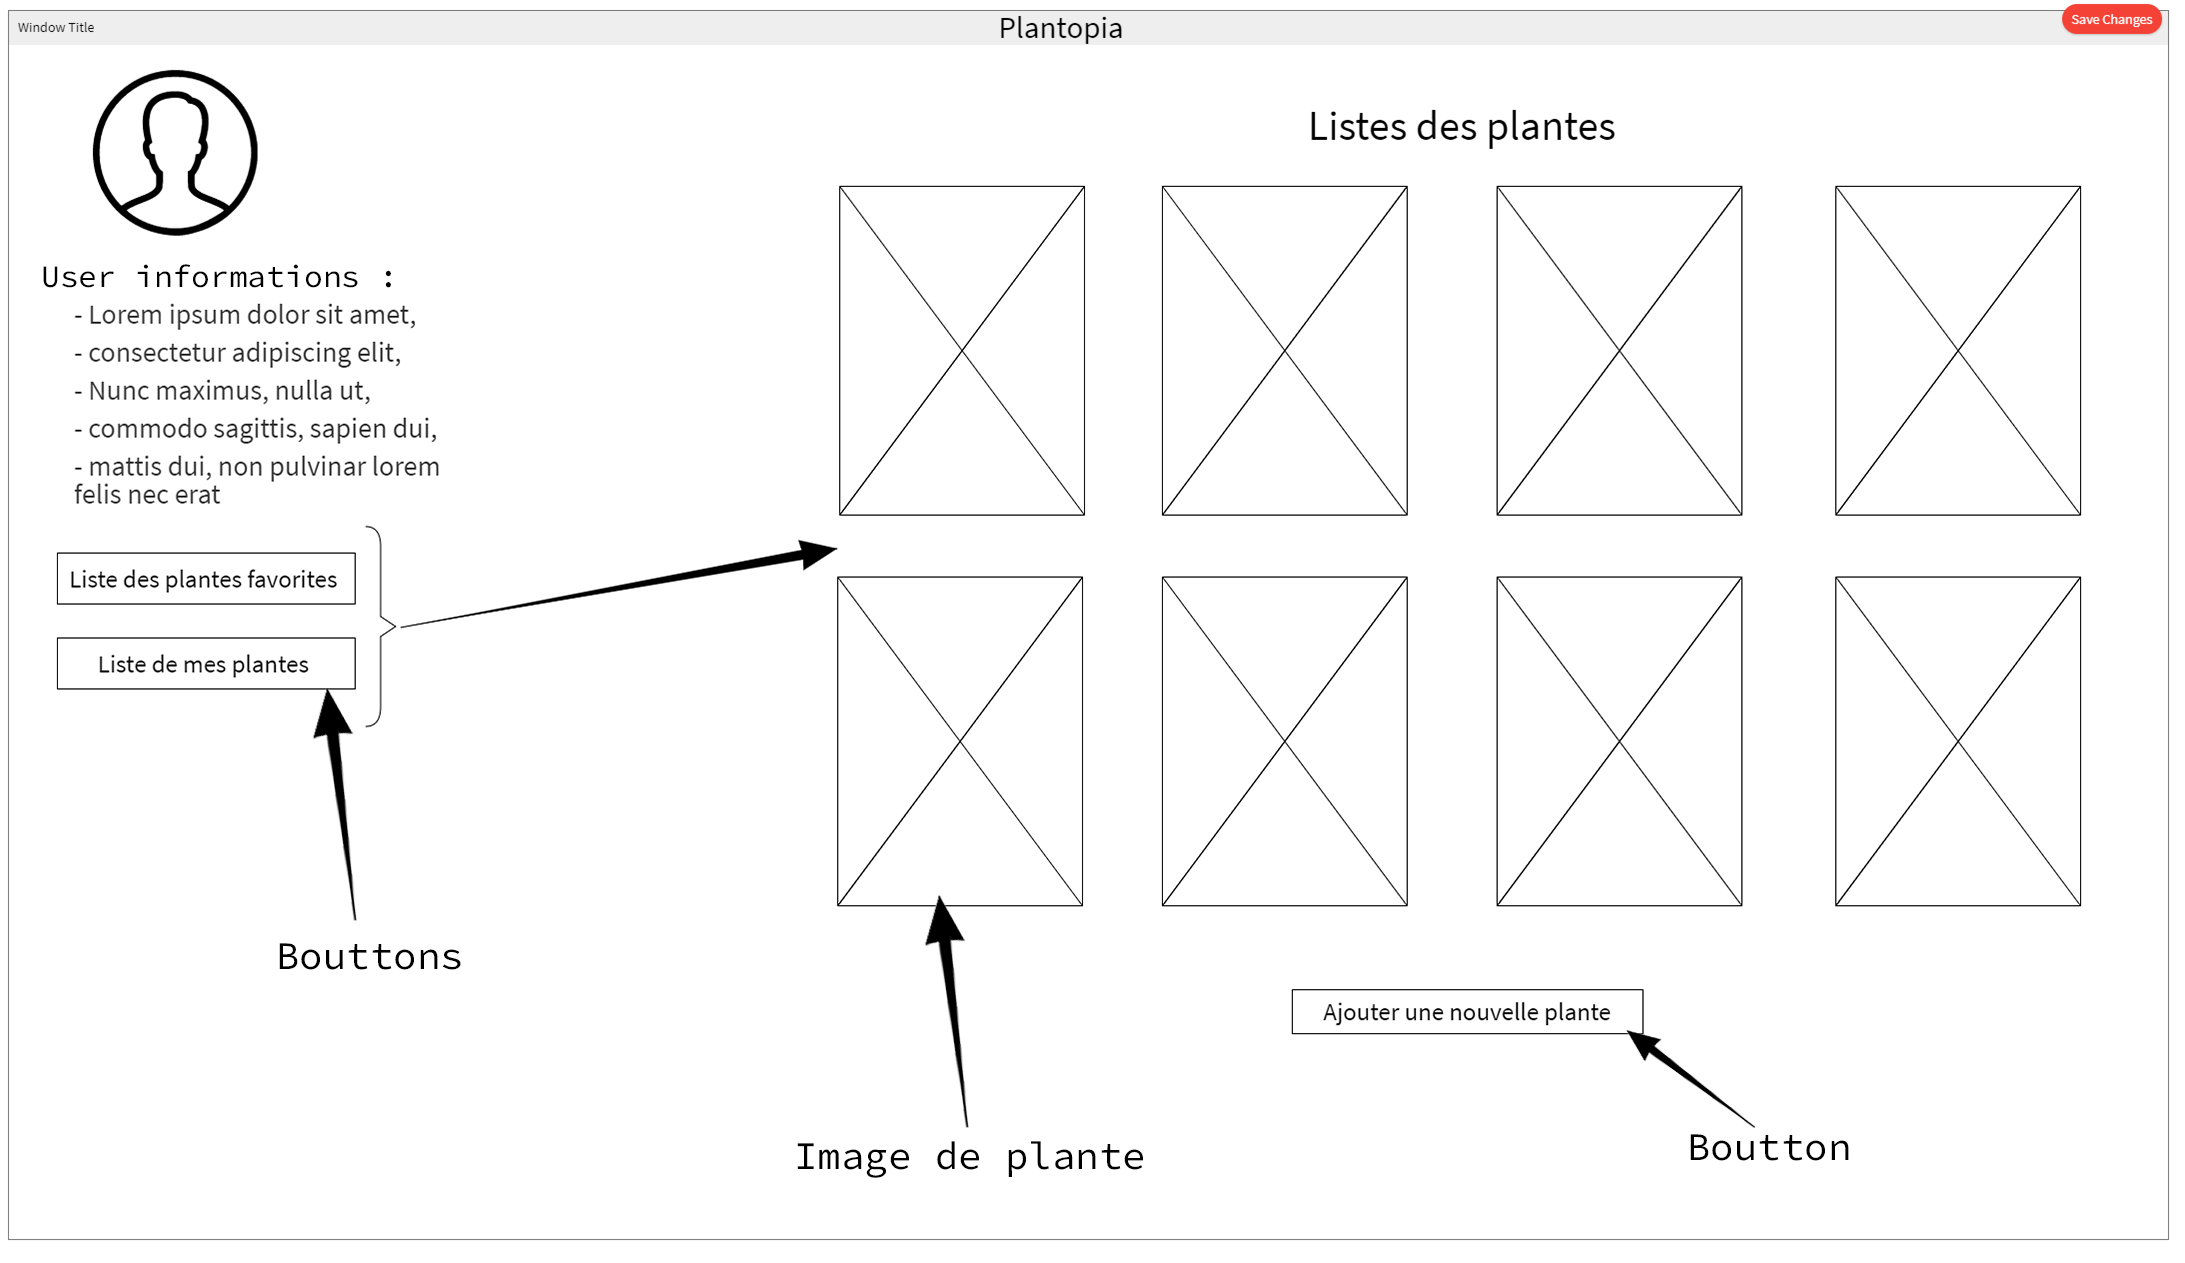 Window Title
Plantopia
Save Changes
Listes des plantes
User informations :
- Lorem ipsum dolor sit amet,
- consectetur adipiscing elit,
- Nunc maximus, nulla ut,
- commodo sagittis, sapien dui,
- mattis dui, non pulvinar lorem
felis nec erat
Liste des plantes favorites
Liste de mes plantes
Bouttons
Ajouter une nouvelle plante
Image de plante
Boutton